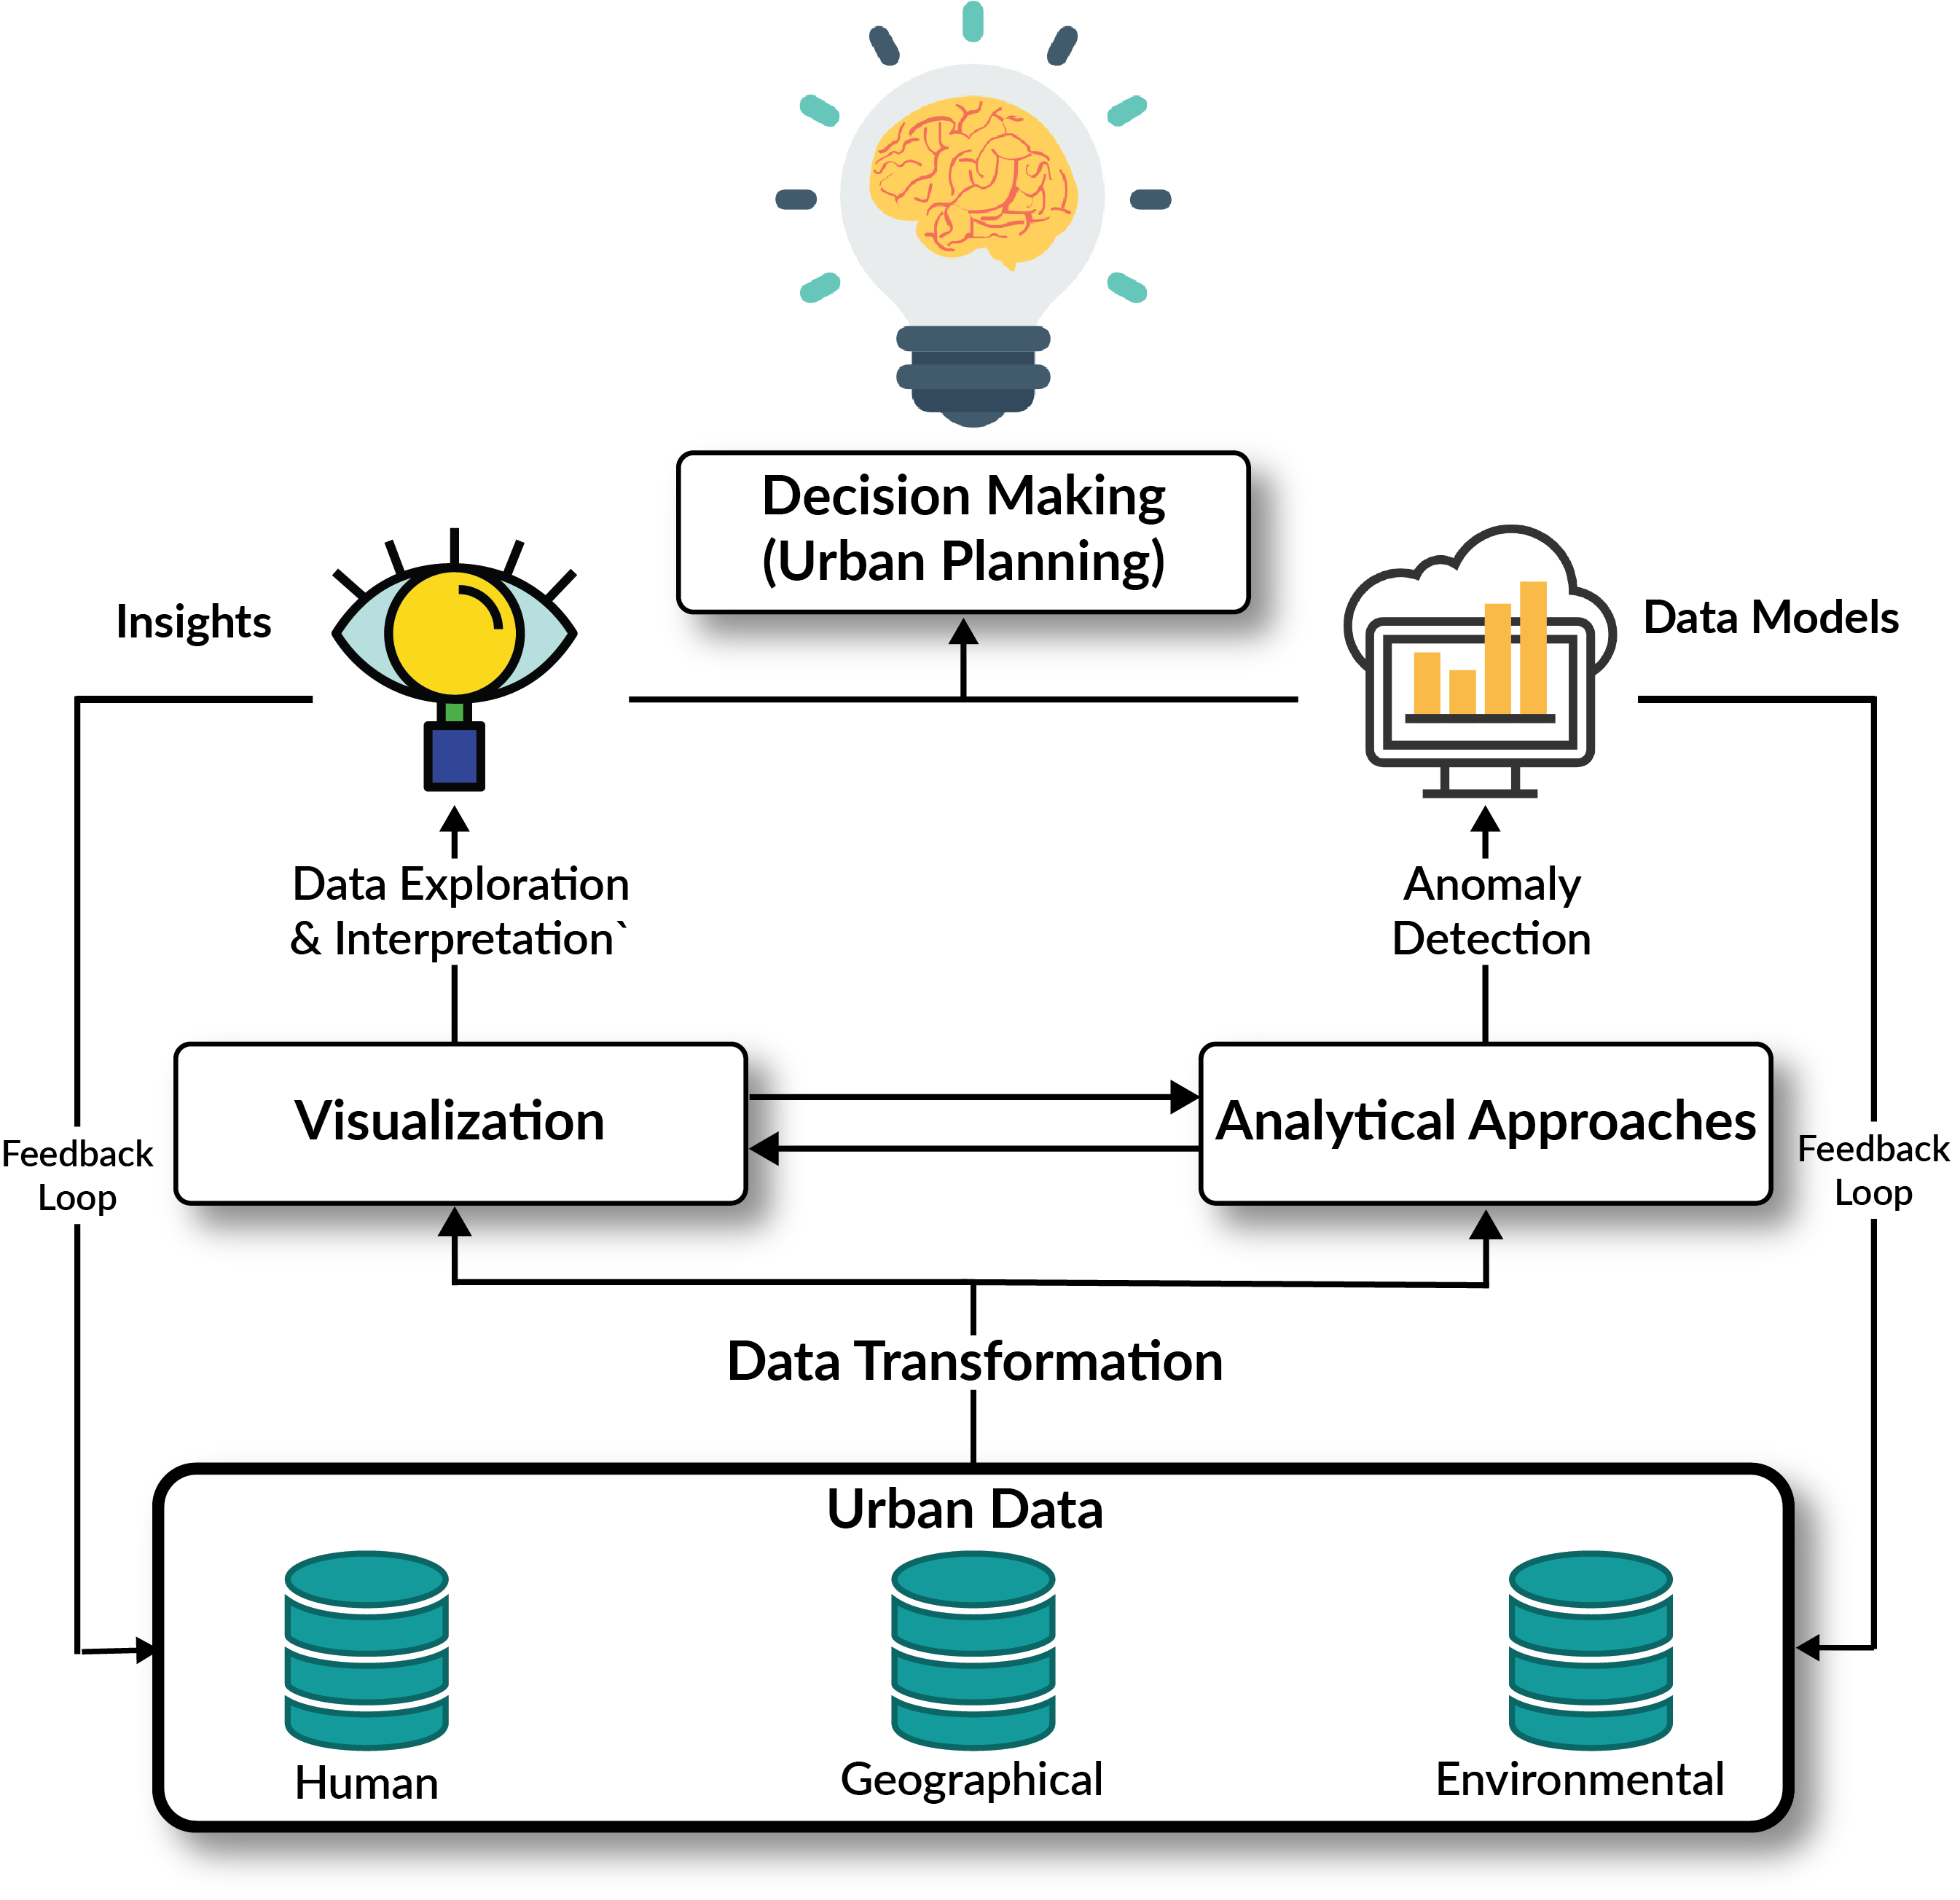 Decision Making
(Urban Planning)
Insights
Data Models
Data Exploration
& Interpretation`
Anomaly
Detection
Visualization
Analytical Approaches
Feedback
Loop
Feedback
Loop
Data Transformation
Urban Data
Human
Geographical
Environmental